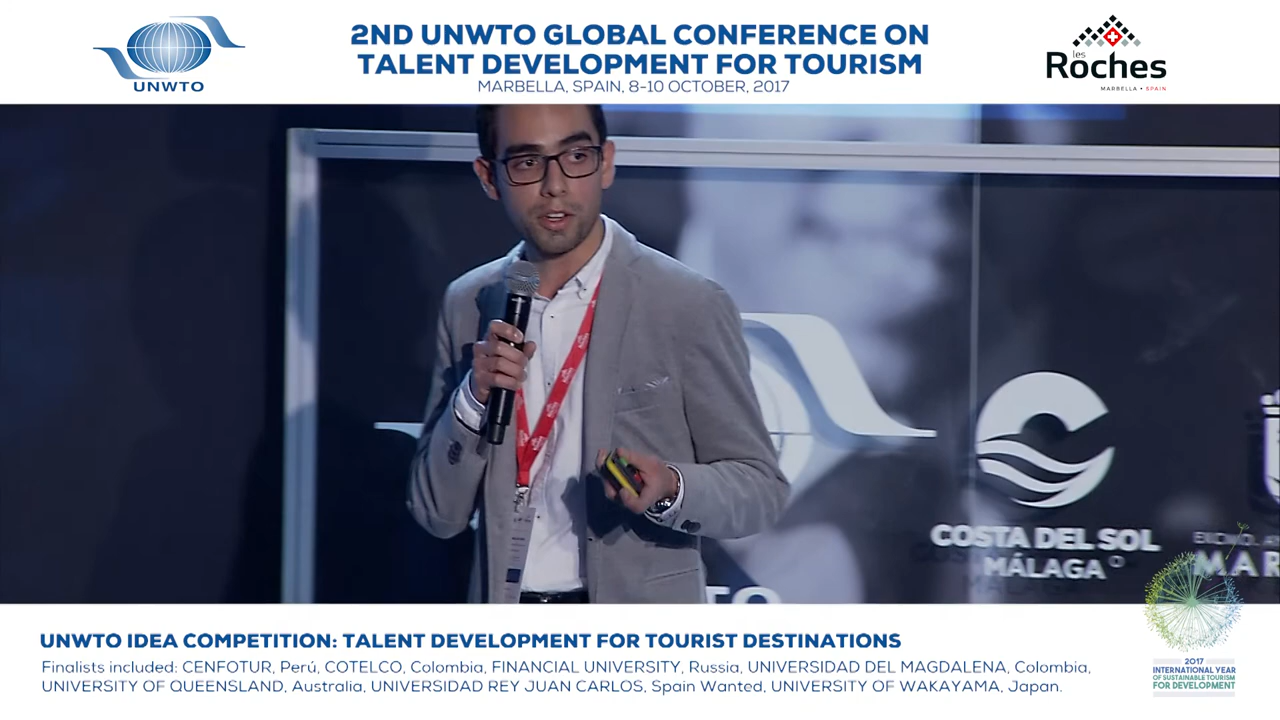 UNWTO
2ND UNWTO GLOBAL CONFERENCE ON
TALENT DEVELOPMENT FOR TOURISM
MARBELLA, SPAIN, 8-10 OCTOBER, 2017
les
Roches
MARBELLA • SPAIN
COSTA DEL SOL
MÁLAGA
UNWTO IDEA COMPETITION: TALENT DEVELOPMENT FOR TOURIST DESTINATIONS
Finalists included: CENFOTUR, Perú, COTELCO, Colombia, FINANCIAL UNIVERSITY, Russia, UNIVERSIDAD DEL MAGDALENA, Colombia,
UNIVERSITY OF QUEENSLAND, Australia, UNIVERSIDAD REY JUAN CARLOS, Spain Wanted, UNIVERSITY OF WAKAYAMA, Japan.
2017
INTERNATIONAL YEAR
OF SUSTAINABLE TOURISM
FOR DEVELOPMENT